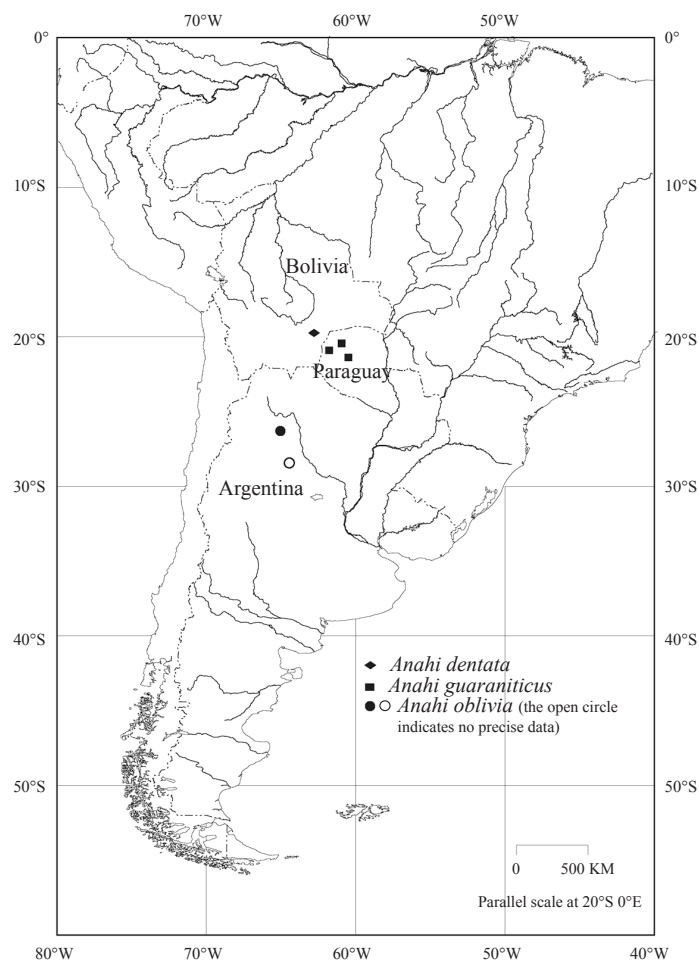 70°W 60°W 50°W
0° 0°
10°S 10°S
Bolivia
20°S 20°S
Paraguay
Argentina
30°S 30°S
40°S 40°S
Anahi dentata
Anahi guaraniticus
Anahi oblivia (the open circle
indicates no precise data)
50°S 50°S
0 500 KM
Parallel scale at 20°S 0°E
80°W 70°W 60°W 50°W 40°W